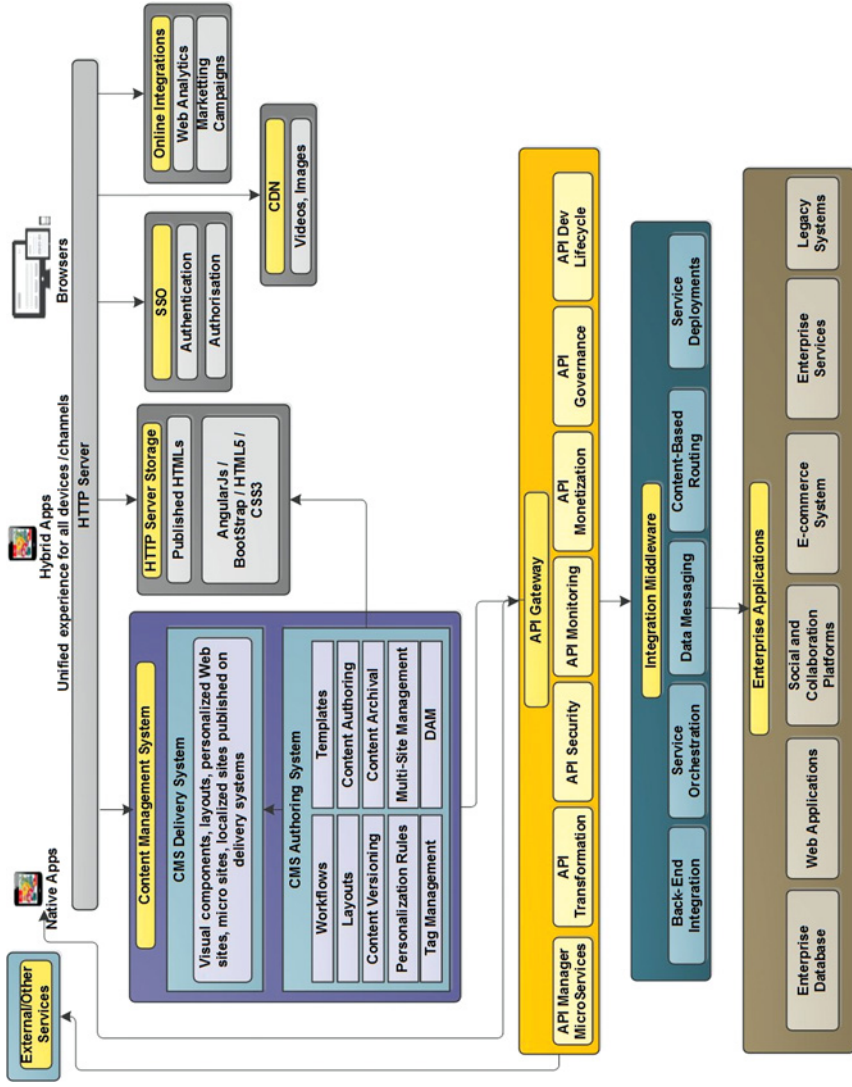 Native Apps
Hybrid Apps
Browsers
Unified experience for all devices /channels
HTTP Server
External/Other
Services
Content Management System
CMS Delivery System
Visual components, layouts, personalized Web
sites, micro sites, localized sites published on
delivery systems
CMS Authoring System
Workflows
Templates
Layouts
Content Authoring
Content Versioning
Content Archival
Personalization Rules
Multi-Site Management
Tag Management
DAM
HTTP Server Storage
Published HTMLs
AngularJs /
BootStrap / HTML5 /
CSS3
SSO
Authentication
Authorisation
CDN
Videos, Images
Online Integrations
Web Analytics
Marketting
Campaigns
API Gateway
API Manager
MicroServices
API
Transformation
API Security
API Monitoring
API
Monetization
API
Governance
API Dev
Lifecycle
Integration Middleware
Back- End
Integration
Service
Orchestration
Data Messaging
Content-Based
Routing
Service
Deployments
Enterprise Applications
Enterprise
Database
Web Applications
Social and
Collaboration
Platforms
E-commerce
System
Enterprise
Services
Legacy
Systems